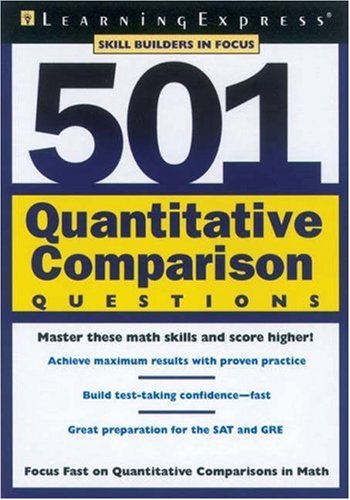 LEARNINGEXPRESS®
SKILL BUILDERS IN FOCUS
501
Quantitative
Comparison
QUESTIONS
Master these math skills and score higher!
Achieve maximum results with proven practice
Build test-taking confidence—fast
Great preparation for the SAT and GRE
Focus Fast on Quantitative Comparisons in Math